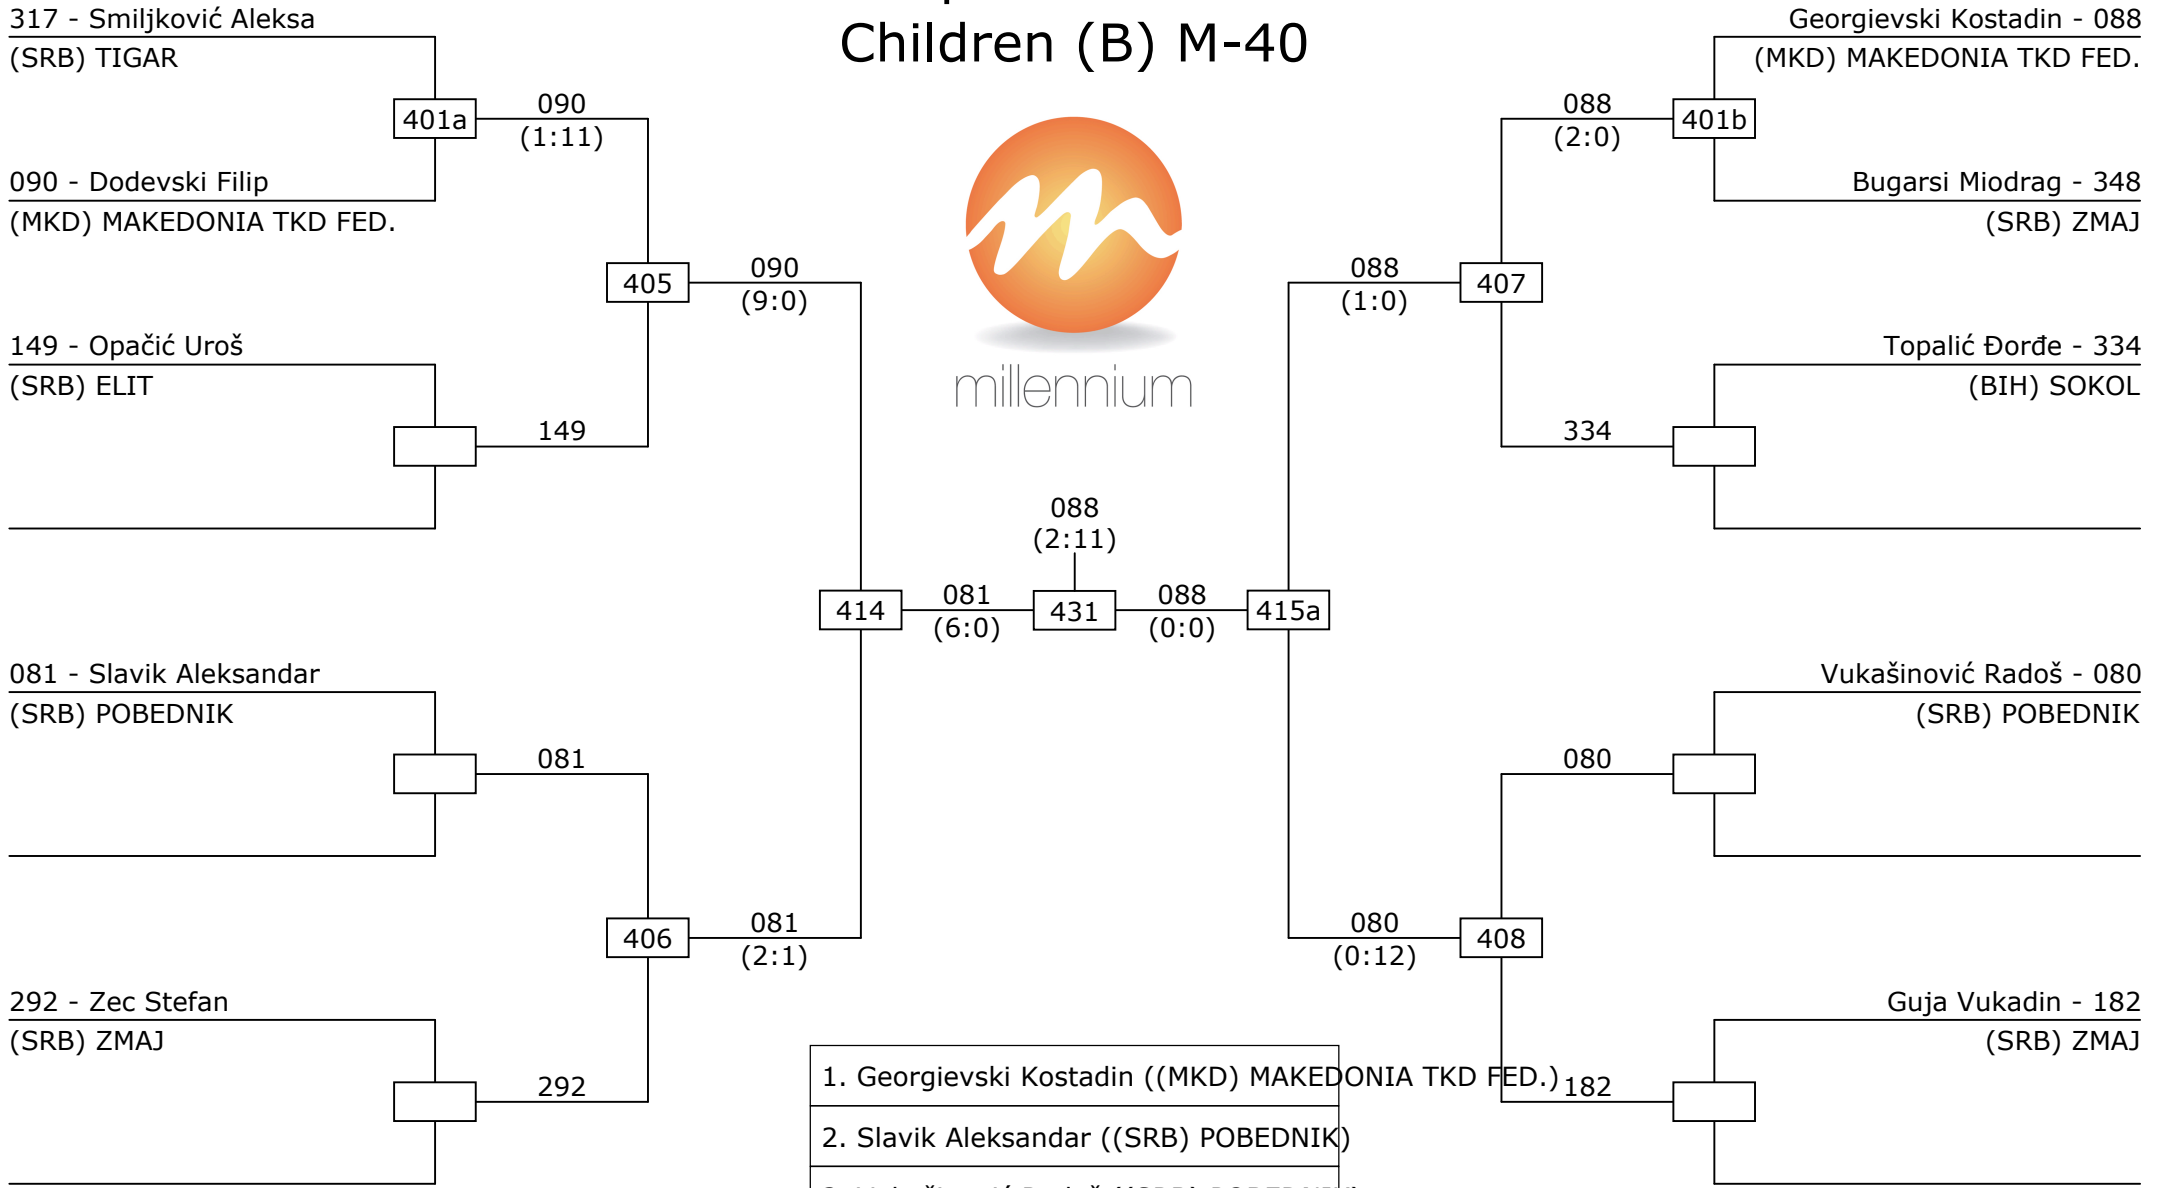 Children (B) M-40
317 - Smiljković Aleksa
(SRB) TIGAR
401a
090
(1:11)
090 - Dodevski Filip
(MKD) MAKEDONIA TKD FED.
405
090
(9:0)
149 - Opačić Uroš
(SRB) ELIT
149
414
081
(6:0)
081 - Slavik Aleksandar
(SRB) POBEDNIK
081
406
081
(2:1)
292 - Zec Stefan
(SRB) ZMAJ
292
millennium
088
(2:11)
431
Georgievski Kostadin - 088
(MKD) MAKEDONIA TKD FED.
088
(2:0)
401b
Bugarsi Miodrag - 348
(SRB) ZMAJ
088
(1:0)
407
Topalić Đorđe - 334
(BIH) SOKOL
334
088
(0:0)
415a
Vukašinović Radoš - 080
(SRB) POBEDNIK
080
080
(0:12)
408
Guja Vukadin - 182
(SRB) ZMAJ
182
1. Georgievski Kostadin ((MKD) MAKEDONIA TKD FED.)
2. Slavik Aleksandar ((SRB) POBEDNIK)